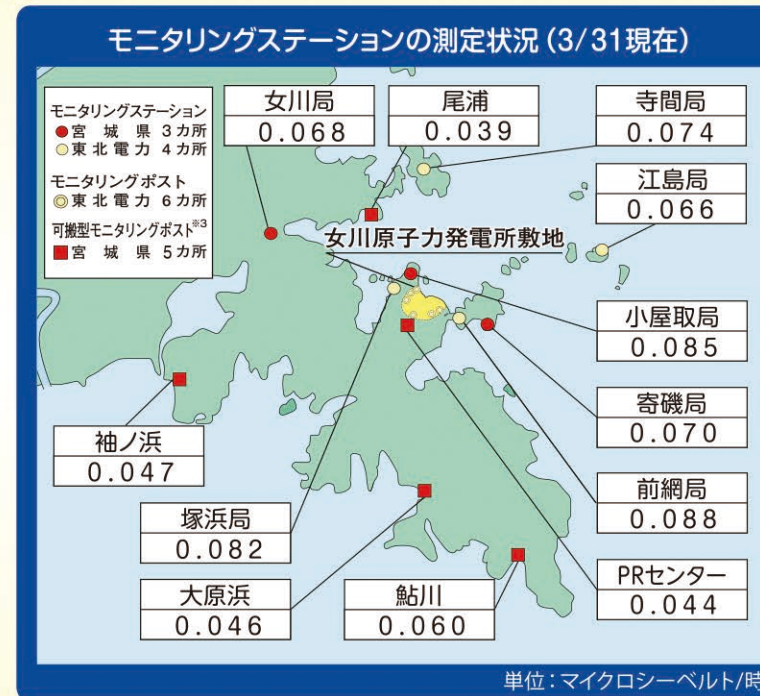 モニタリングステーションの測定状況(3/31現在)
モニタリングステーション
宮城県 3カ所
東北電力 4カ所
モニタリングポスト
東北電力 6カ所
可搬型モニタリングポスト※3
宮城県 5カ所
女川局
0.068
尾浦
0.039
寺間局
0.074
江島局
0.066
女川原子力発電所敷地
小屋取局
0.085
寄磯局
0.070
前網局
0.088
PRセンター
0.044
袖ノ浜
0.047
塚浜局
0.082
大原浜
0.046
鮎川
0.060
単位:マイクロシーベルト/時